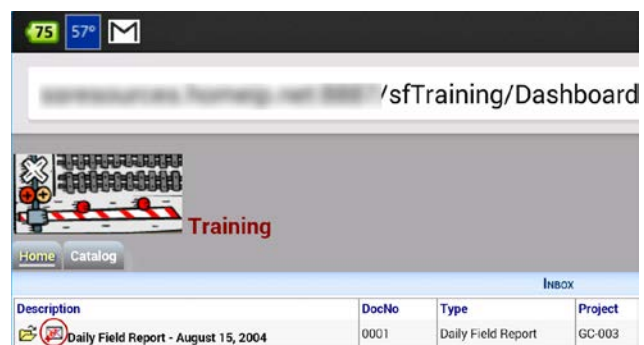 75 57°
/sfTraining/Dashboard
Training
Home Catalog
INBOX
Description DocNo Type Project
Daily Field Report - August 15, 2004 0001 Daily Field Report GC-003